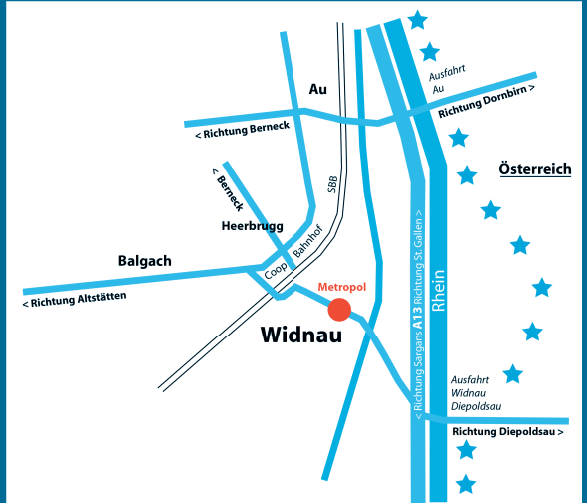 Ausfahrt
Au
Au
Richtung Dornbirn >
< Richtung Berneck
Österreich
< Berneck
SBB
Heerbrugg
Bahnhof
Coop
Balgach
Metropol
< Richtung Altstätten
Widnau
< Richtung Sargans A13 Richtung St. Gallen >
Rhein
Ausfahrt
Widnau
Diepoldsau
Richtung Diepoldsau >